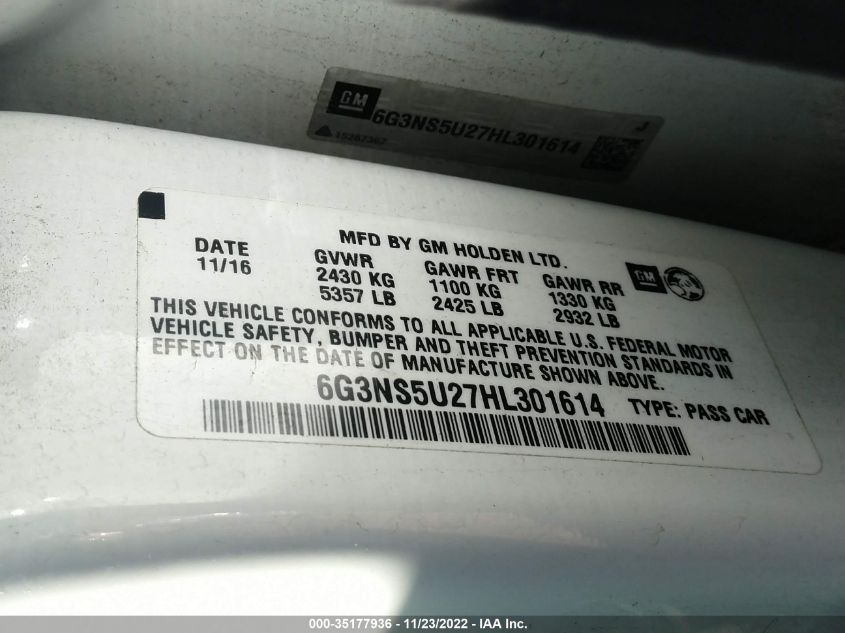 GM
6G3NS5U27HL301614
J
15267367
MFD BY GM HOLDEN LTD.
DATE GVWR GAWR FRT GAWR RR
11/16 2430 KG 1100 KG 1330 KG
5357 LB 2425 LB 2932 LB
GM
THIS VEHICLE CONFORMS TO ALL APPLICABLE U.S. FEDERAL MOTOR
VEHICLE SAFETY, BUMPER AND THEFT PREVENTION STANDARDS IN
EFFECT ON THE DATE OF MANUFACTURE SHOWN ABOVE.
6G3NS5U27HL301614 TYPE: PASS CAR
000-35177936 - 11/23/2022 - IAA Inc.